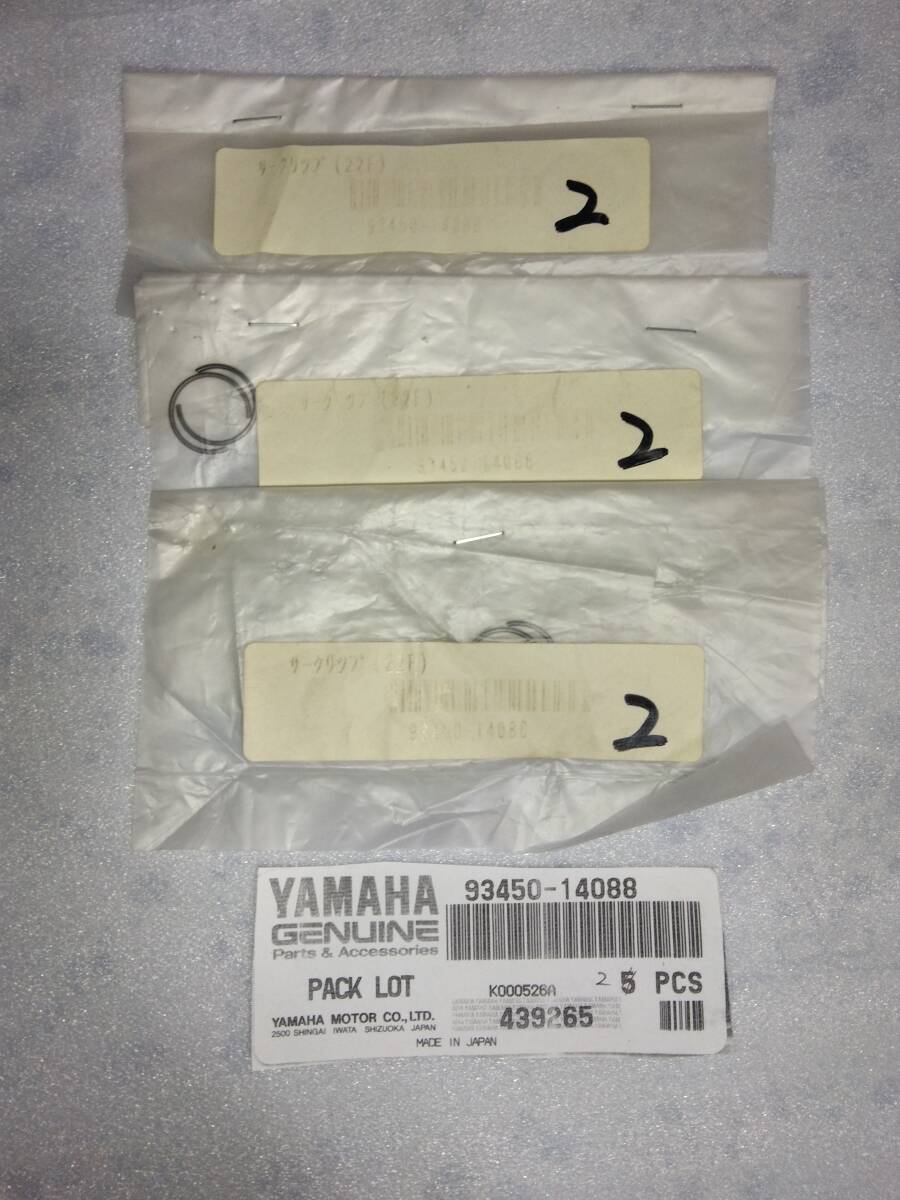 サークリップ(22F)
2
サークリップ(22F)
2
サークリップ(22F)
2
YAMAHA
GENUINE
Parts & Accessories
93450-14088
PACK LOT
K000526A
2 5 PCS
YAMAHA MOTOR CO.,LTD.
2500 SHINGAI IWATA SHIZUOKA JAPAN
439265
MADE IN JAPAN